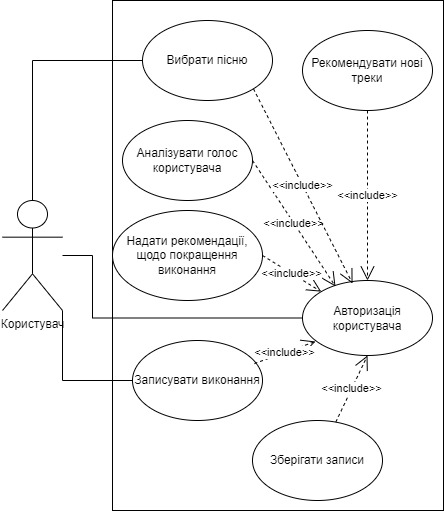 Вибрати пісню
Рекомендувати нові
треки
Аналізувати голос
користувача
<<include>>
<<include>>
<<include>>
Надати рекомендації,
щодо покращення
виконання
<<include>>
Користувач
Авторизація
користувача
<<include>>
Записувати виконання
<<include>>
Зберігати записи